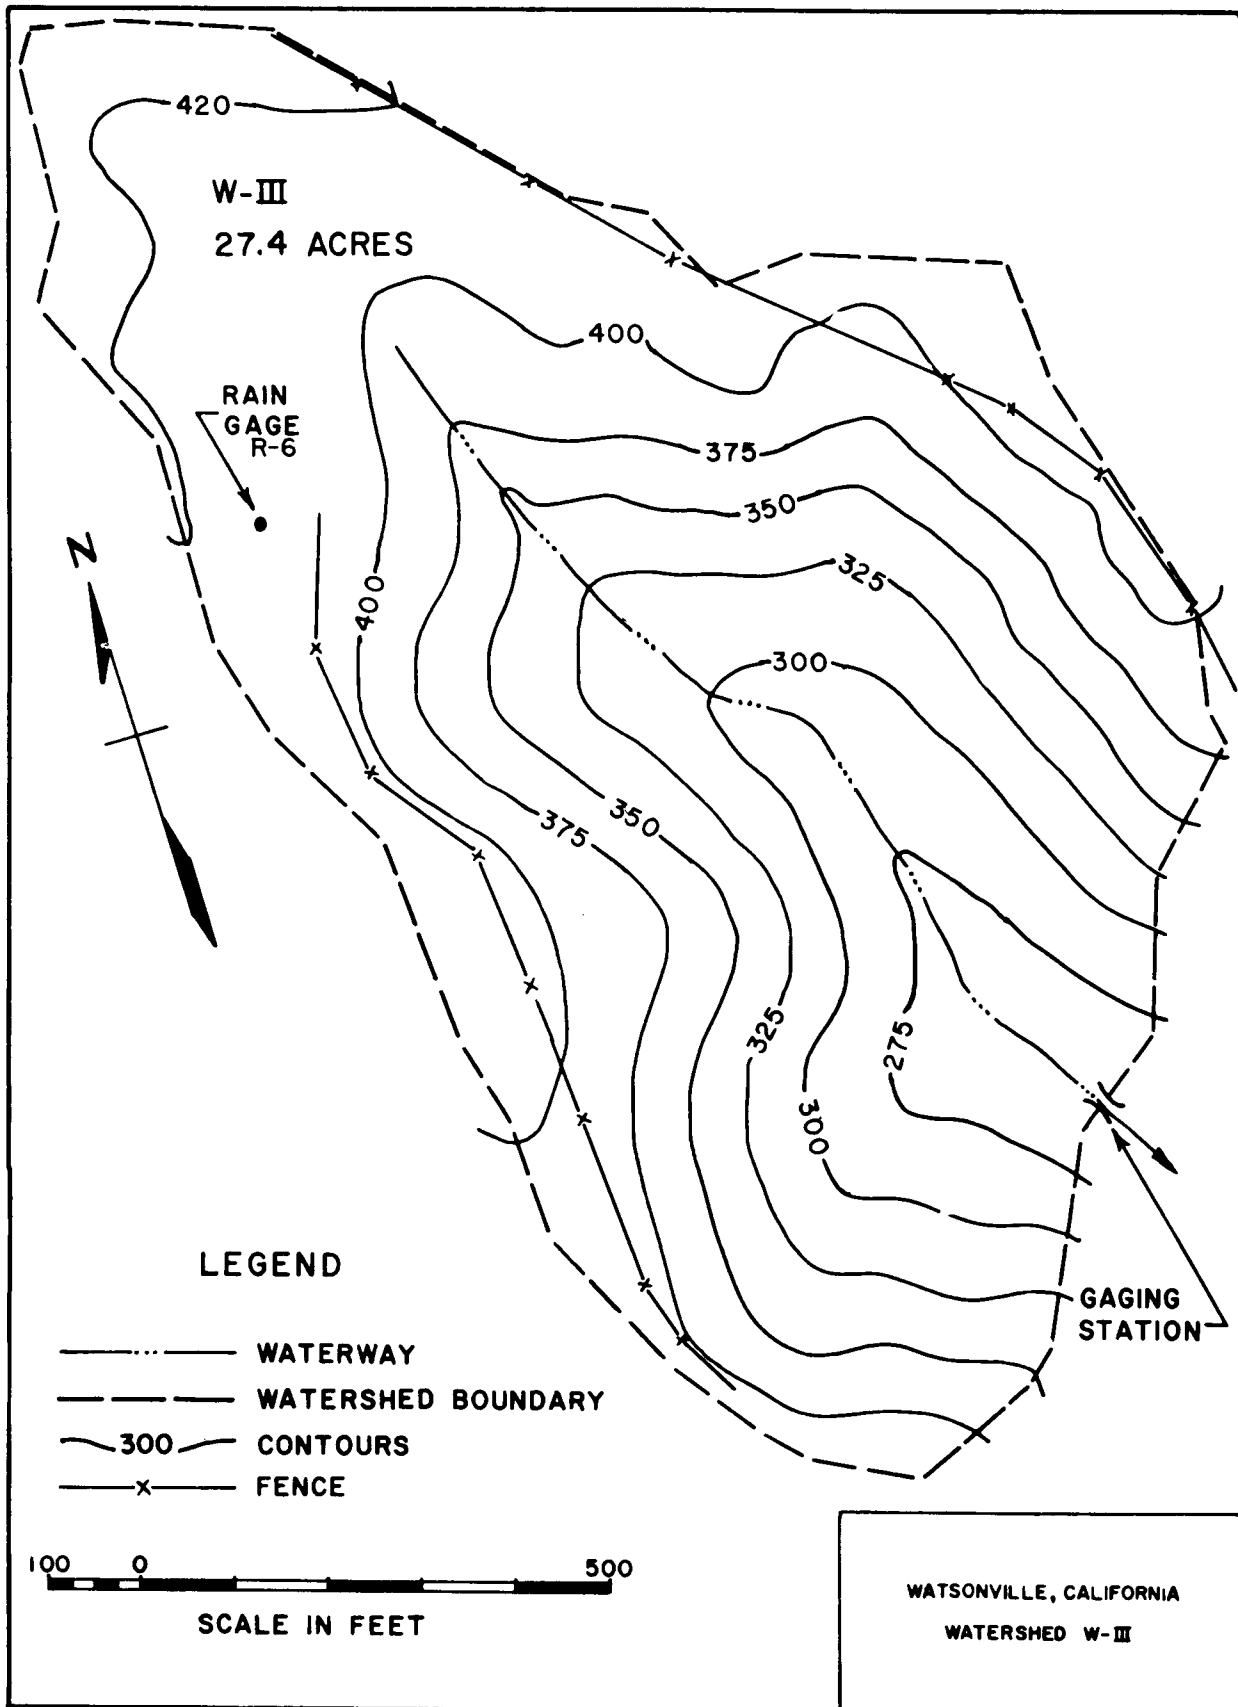 420
W-III
27.4 ACRES
400
RAIN
GAGE
R-6
375
350
325
N
400
300
350
375
325
275
300
LEGEND
WATERWAY
WATERSHED BOUNDARY
300 CONTOURS
FENCE
GAGING
STATION
100 0 500
SCALE IN FEET
WATSONVILLE, CALIFORNIA
WATERSHED W-III